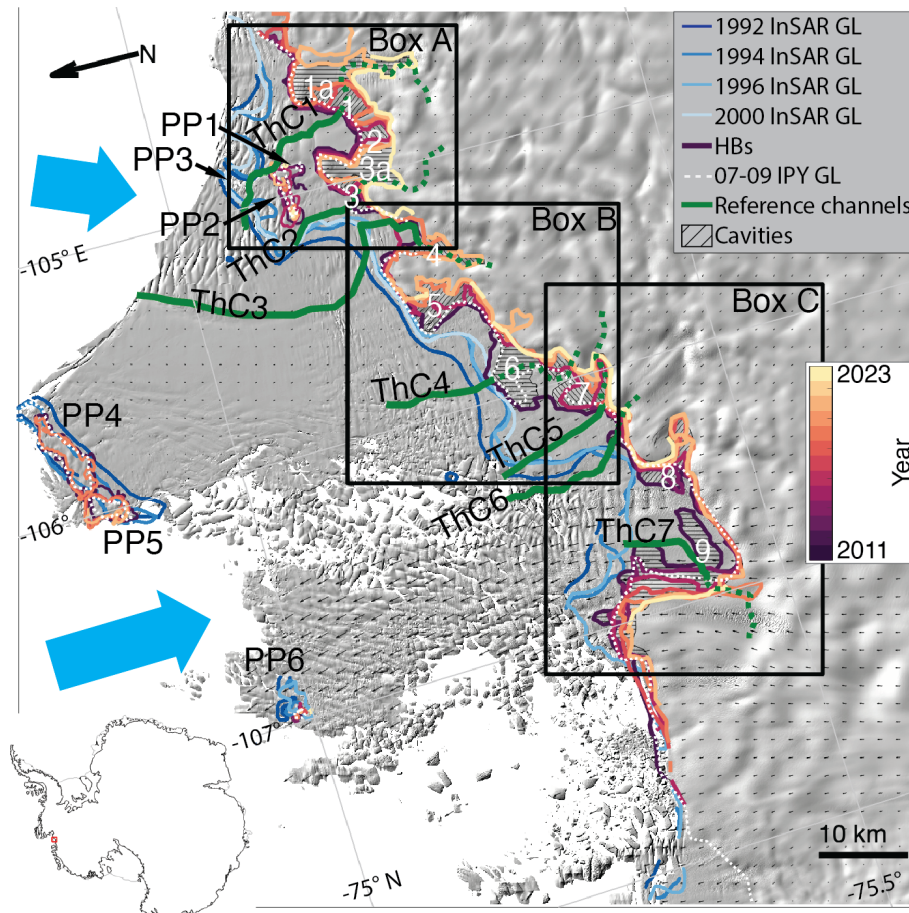 N
Box A
1992 InSAR GL
1994 InSAR GL
1996 InSAR GL
2000 InSAR GL
HBs
07-09 IPY GL
Reference channels
Cavities
1a
1
PP1
ThC1
2
PP3
3a
PP2
3
Box B
ThC2
4
-105° E
ThC3
5
Box C
6
7
ThC4
2023
PP4
ThC5
Year
8
ThC6
-106°
PP5
ThC7
9
2011
PP6
-107°
10 km
-75° N
-75.5°